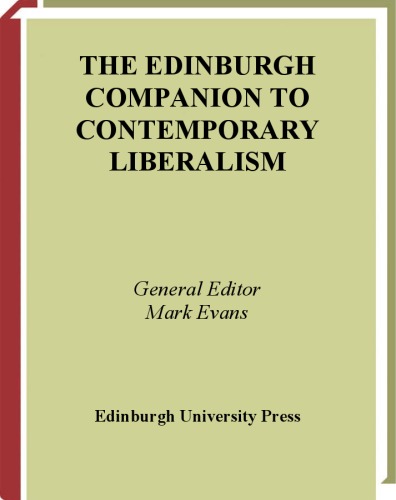 THE EDINBURGH
COMPANION TO
CONTEMPORARY
LIBERALISM
General Editor
Mark Evans
Edinburgh University Press